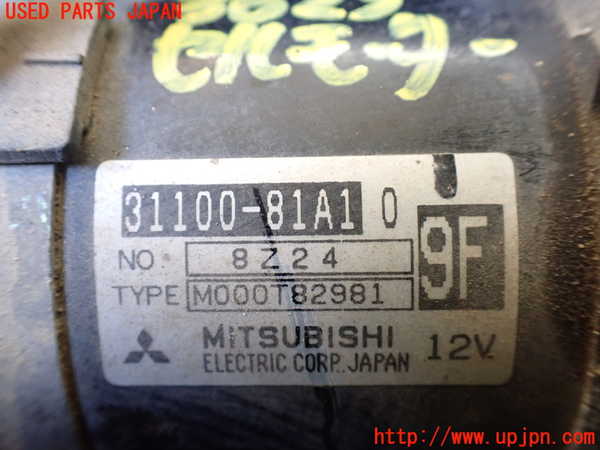 USED PARTS JAPAN
セルモーター
31100-81A1 0
NO 8Z24
9F
TYPE M000T82981
MITSUBISHI
ELECTRIC CORP. JAPAN
12V
http://www.upjpn.com